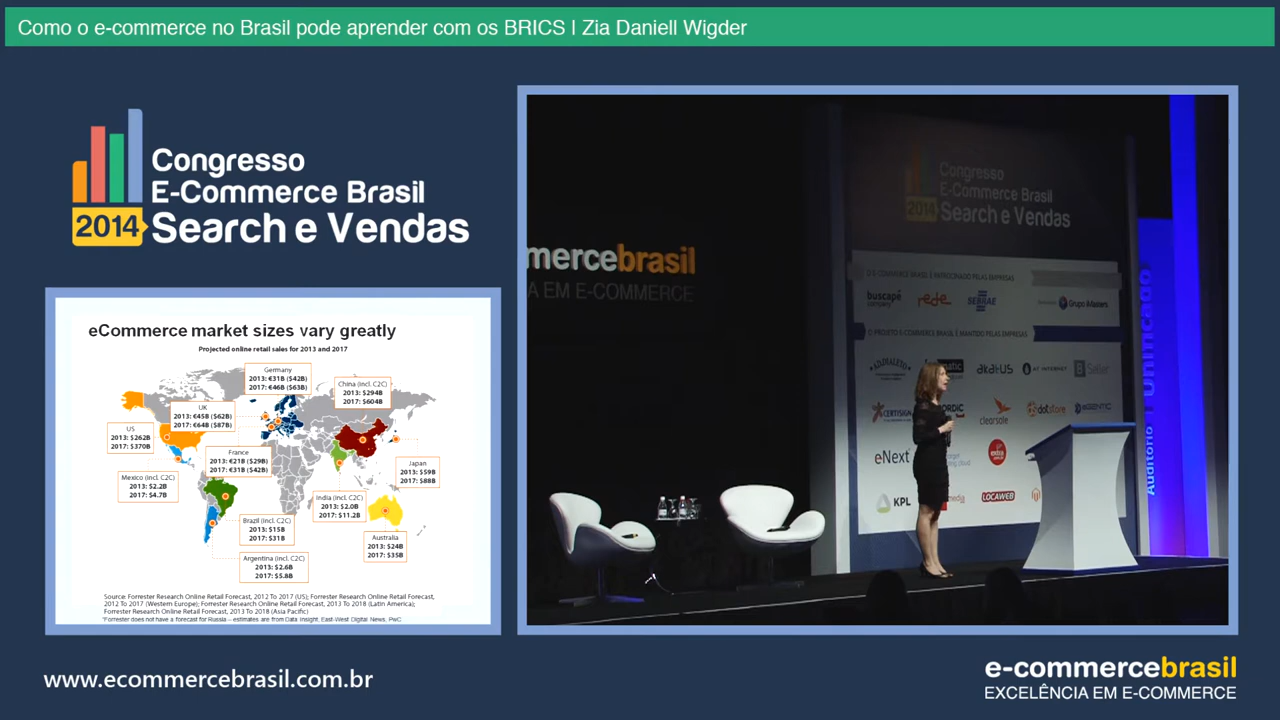 Como o e-commerce no Brasil pode aprender com os BRICS | Zia Daniell Wigder
2014
Congresso
E-Commerce Brasil
Search e Vendas
eCommerce market sizes vary greatly
Projected online retail sales for 2013 and 2017
Germany
2013: €31B ($42B)
2017: €46B ($63B)
China (incl. C2C)
2013: $294B
2017: $604B
UK
2013: €45B ($62B)
2017: €64B ($87B)
US
2013: $262B
2017: $370B
France
2013: €21B ($29B)
2017: €31B ($42B)
Japan
2013: $59B
2017: $88B
Mexico (incl. C2C)
2013: $2.2B
2017: $4.7B
India (incl. C2C)
2013: $2.0B
2017: $11.2B
Brazil (incl. C2C)
2013: $15B
2017: $31B
Australia
2013: $24B
2017: $35B
Argentina (incl. C2C)
2013: $2.6B
2017: $5.8B
Source: Forrester Research Online Retail Forecast, 2012 To 2017 (US); Forrester Research Online Retail Forecast,
2012 To 2017 (Western Europe); Forrester Research Online Retail Forecast, 2013 To 2018 (Latin America);
Forrester Research Online Retail Forecast, 2013 To 2018 (Asia Pacific)
*Forrester does not have a forecast for Russia – estimates are from Data Insight, East-West Digital News, PwC
mercebrasil
A EM E-COMMERCE
Congresso
E-Commerce Brasil
2014 Search e Vendas
O E-COMMERCE BRASIL É PATROCINADO PELAS EMPRESAS
buscapé
company
rede
SEBRAE
Grupo Masters
O PROJETO E-COMMERCE BRASIL É MANTIDO PELAS EMPRESAS
AD.DIALETO
akatus
AT INTERNET
Seller
CERTISIGN
clearsale
dotstore
eNext
KPL
LOCAWEB
Auditório | Unificado
www.ecommercebrasil.com.br
e-commercebrasil
EXCELÊNCIA EM E-COMMERCE